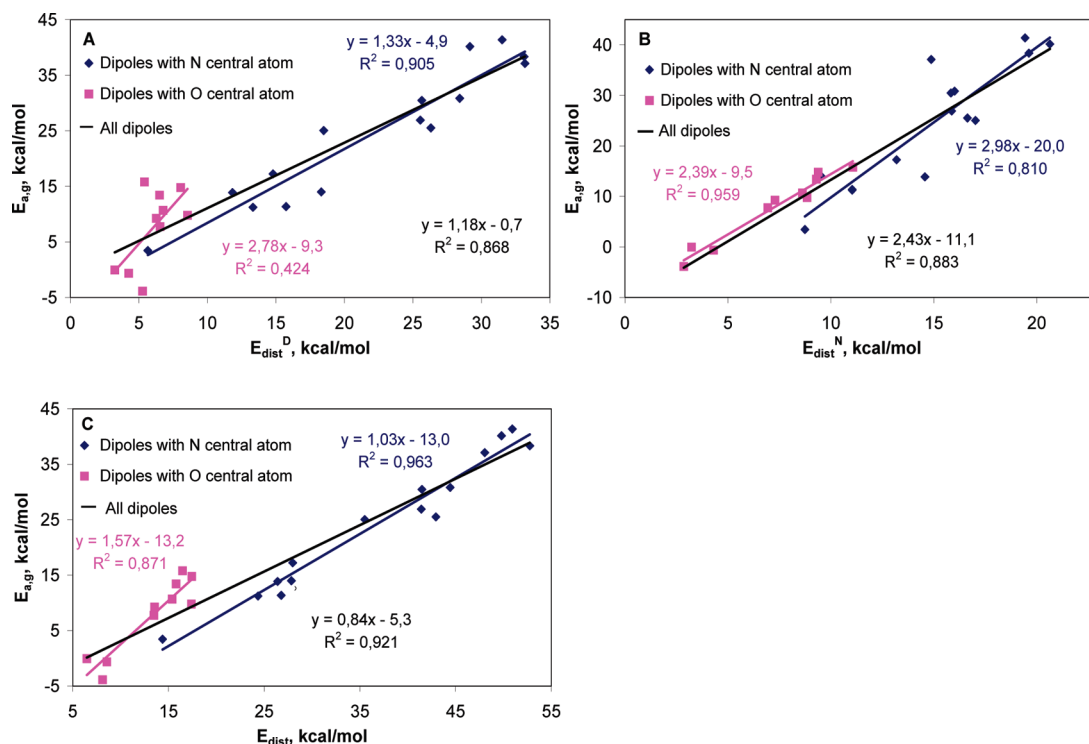 A
45
35
25
15
5
-5
E_a,g, kcal/mol
Dipoles with N central atom
Dipoles with O central atom
All dipoles
y = 1,33x - 4,9
R² = 0,905
y = 2,78x - 9,3
R² = 0,424
y = 1,18x - 0,7
R² = 0,868
0 5 10 15 20 25 30 35
E_dist^D, kcal/mol
B
50
40
30
20
10
0
-10
E_a,g, kcal/mol
Dipoles with N central atom
Dipoles with O central atom
All dipoles
y = 2,39x - 9,5
R² = 0,959
y = 2,98x - 20,0
R² = 0,810
y = 2,43x - 11,1
R² = 0,883
0 5 10 15 20
E_dist^N, kcal/mol
C
45
35
25
15
5
-5
E_a,g, kcal/mol
Dipoles with N central atom
Dipoles with O central atom
All dipoles
y = 1,03x - 13,0
R² = 0,963
y = 1,57x - 13,2
R² = 0,871
y = 0,84x - 5,3
R² = 0,921
5 15 25 35 45 55
E_dist, kcal/mol